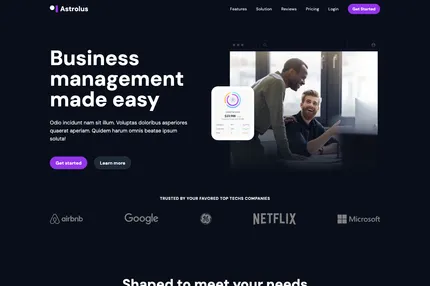 Astrolus
Features Solution Reviews Pricing Login Get Started
Business
management
made easy
Odio incidunt nam sit illum. Voluptas doloribus asperiores
quaerat aperiam. Quidem harum omnis beatae ipsum
soluta!
Get started Learn more
TRUSTED BY YOUR FAVORED TOP TECHS COMPANIES
airbnb Google NETFLIX Microsoft
Shaped to meet your needs